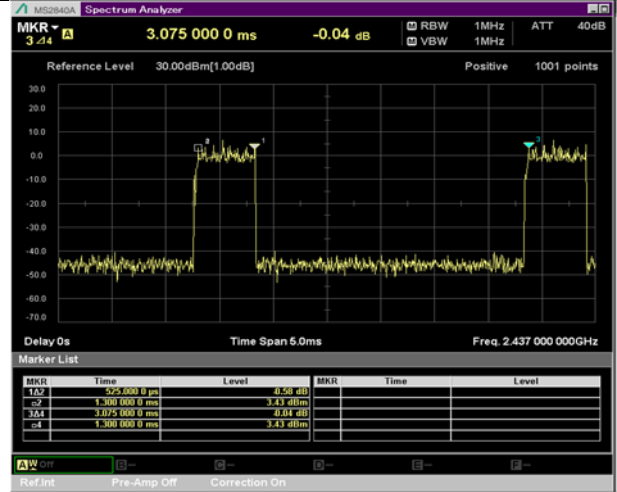 MS2840A Spectrum Analyzer
MKR A 3.075 000 0 ms -0.04 dB RBW 1MHz ATT 40dB
3⊿4 VBW 1MHz
Reference Level 30.00dBm[1.00dB] Positive 1001 points
30.0
20.0
2 1 3
10.0
0.0
-10.0
-20.0
-30.0
-40.0
-50.0
-60.0
-70.0
Delay 0s Time Span 5.0ms Freq. 2.437 000 000GHz
Marker List
MKR Time Level MKR Time Level
1Δ2 525.000 0 µs -0.58 dB
□2 1.300 000 0 ms 3.43 dBm
3Δ4 3.075 000 0 ms -0.04 dB
□4 1.300 000 0 ms 3.43 dBm
A W Off B -- C -- D -- E -- F --
Ref.Int Pre-Amp Off Correction On